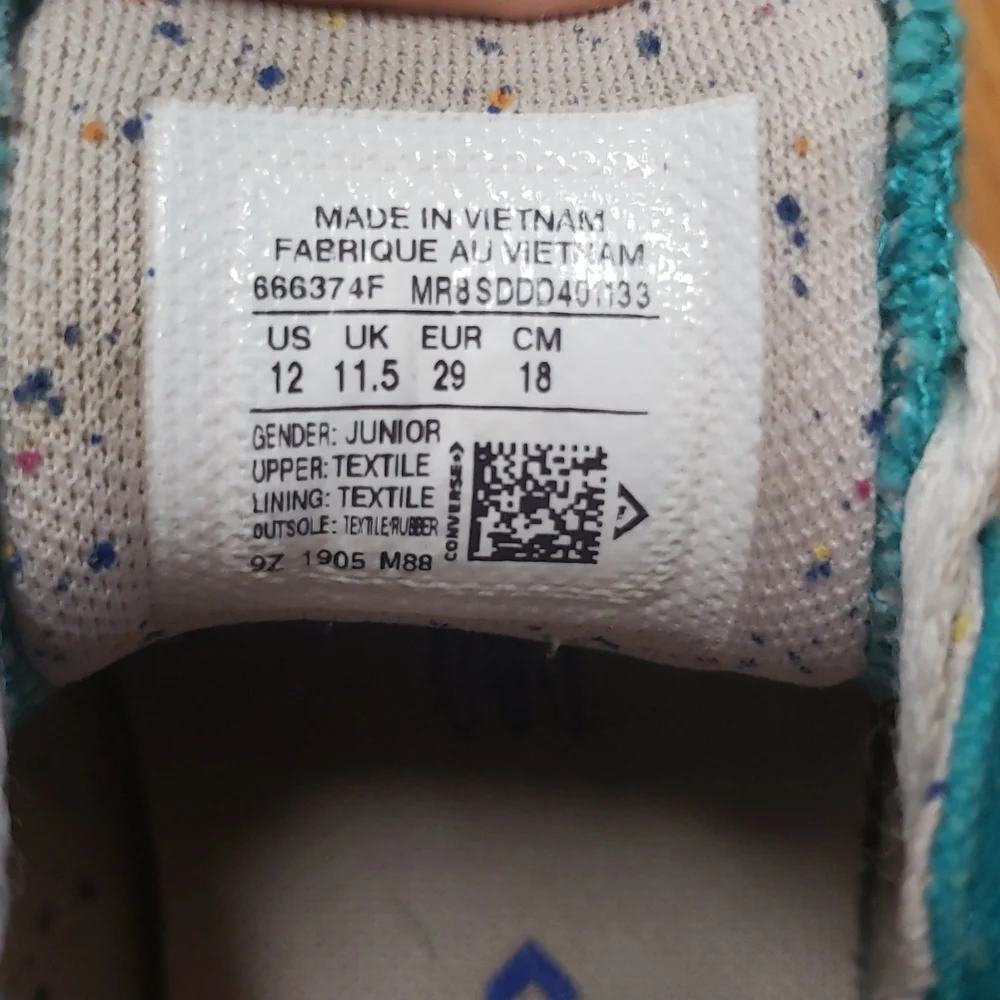 MADE IN VIETNAM
FABRIQUE AU VIETNAM
666374F MR8SDDD401133
US UK EUR CM
12 11.5 29 18
GENDER: JUNIOR
UPPER: TEXTILE
LINING: TEXTILE
OUTSOLE: TEXTILE/RUBBER
9Z 1905 M88
CONVERSE